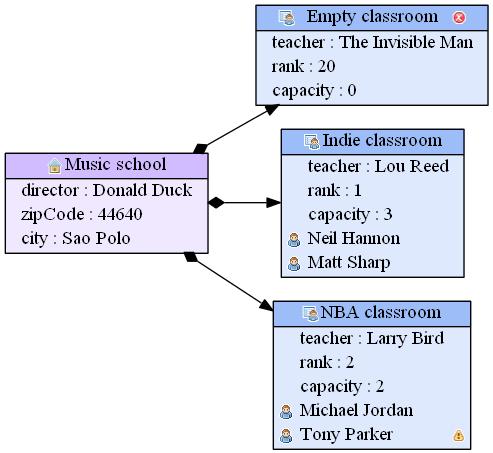 Empty classroom
teacher : The Invisible Man
rank : 20
capacity : 0
Music school
director : Donald Duck
zipCode : 44640
city : Sao Polo
Indie classroom
teacher : Lou Reed
rank : 1
capacity : 3
Neil Hannon
Matt Sharp
NBA classroom
teacher : Larry Bird
rank : 2
capacity : 2
Michael Jordan
Tony Parker